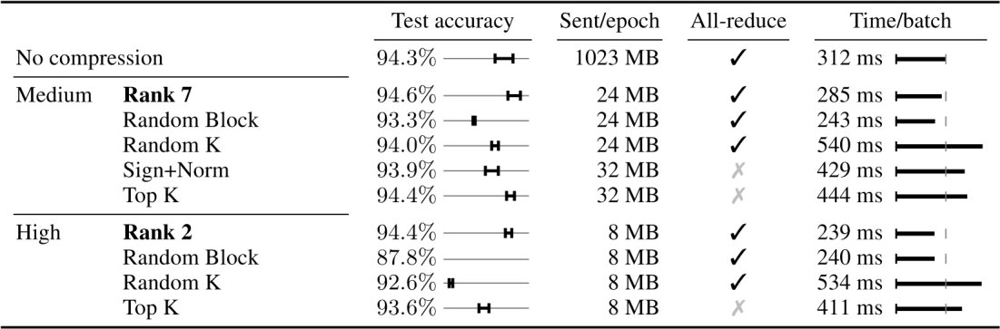 Test accuracy Sent/epoch All-reduce Time/batch
No compression 94.3% 1023 MB ✓ 312 ms
Medium Rank 7 94.6% 24 MB ✓ 285 ms
Random Block 93.3% 24 MB ✓ 243 ms
Random K 94.0% 24 MB ✓ 540 ms
Sign+Norm 93.9% 32 MB ✗ 429 ms
Top K 94.4% 32 MB ✗ 444 ms
High Rank 2 94.4% 8 MB ✓ 239 ms
Random Block 87.8% 8 MB ✓ 240 ms
Random K 92.6% 8 MB ✓ 534 ms
Top K 93.6% 8 MB ✗ 411 ms